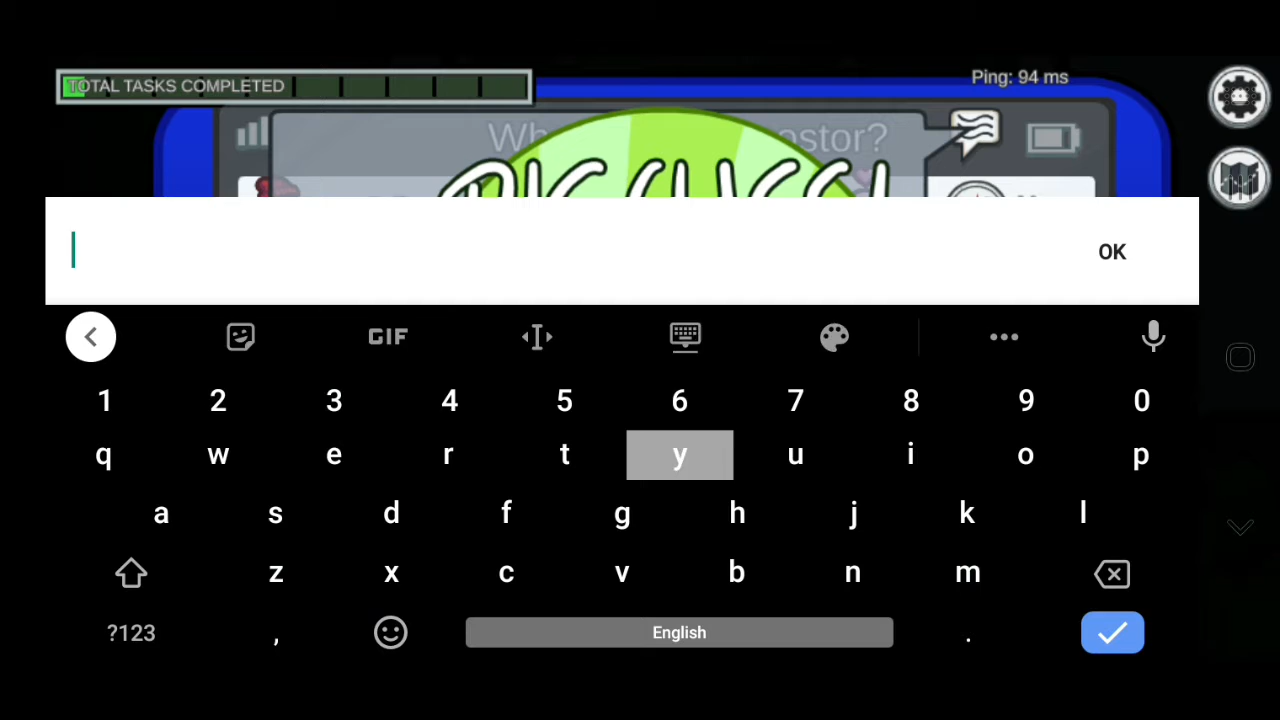 TOTAL TASKS COMPLETED
Ping: 94 ms
OK
GIF
1 2 3 4 5 6 7 8 9 0
q w e r t y u i o p
a s d f g h j k l
z x c v b n m
?123 , English .